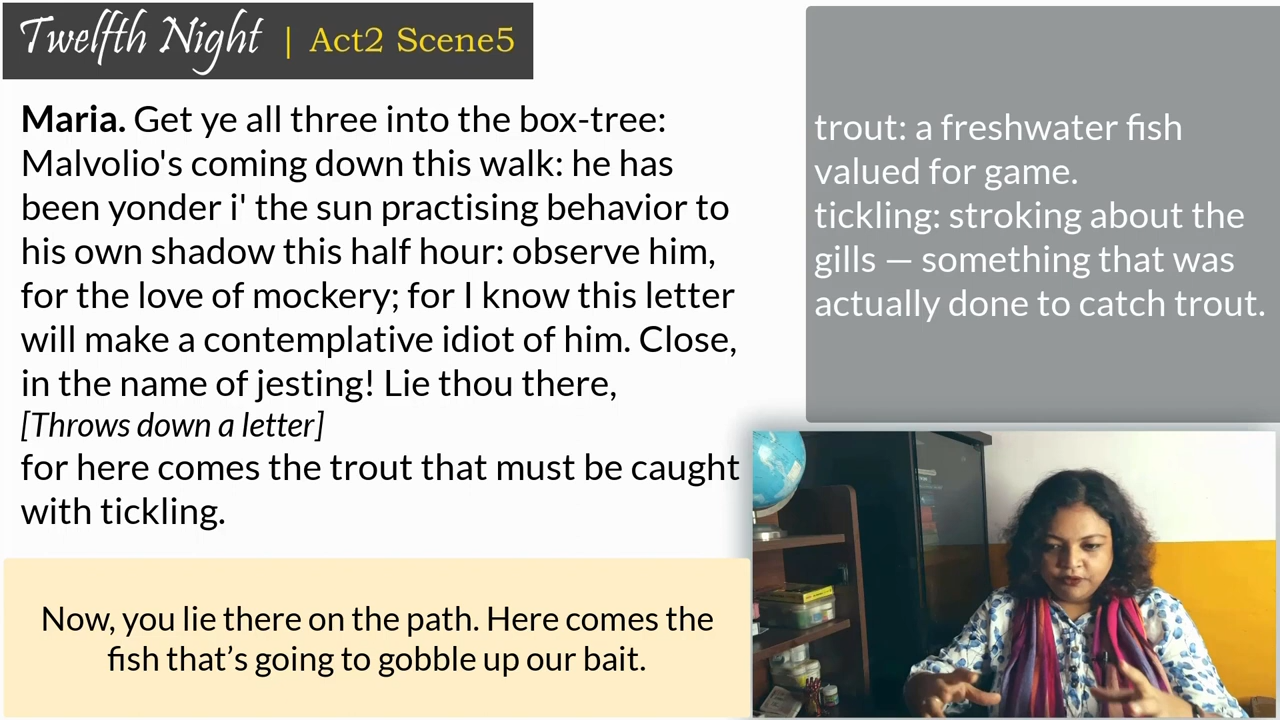 Twelfth Night | Act2 Scene5
Maria. Get ye all three into the box-tree:
Malvolio's coming down this walk: he has
been yonder i' the sun practising behavior to
his own shadow this half hour: observe him,
for the love of mockery; for I know this letter
will make a contemplative idiot of him. Close,
in the name of jesting! Lie thou there,
[Throws down a letter]
for here comes the trout that must be caught
with tickling.
trout: a freshwater fish
valued for game.
tickling: stroking about the
gills — something that was
actually done to catch trout.
Now, you lie there on the path. Here comes the
fish that’s going to gobble up our bait.